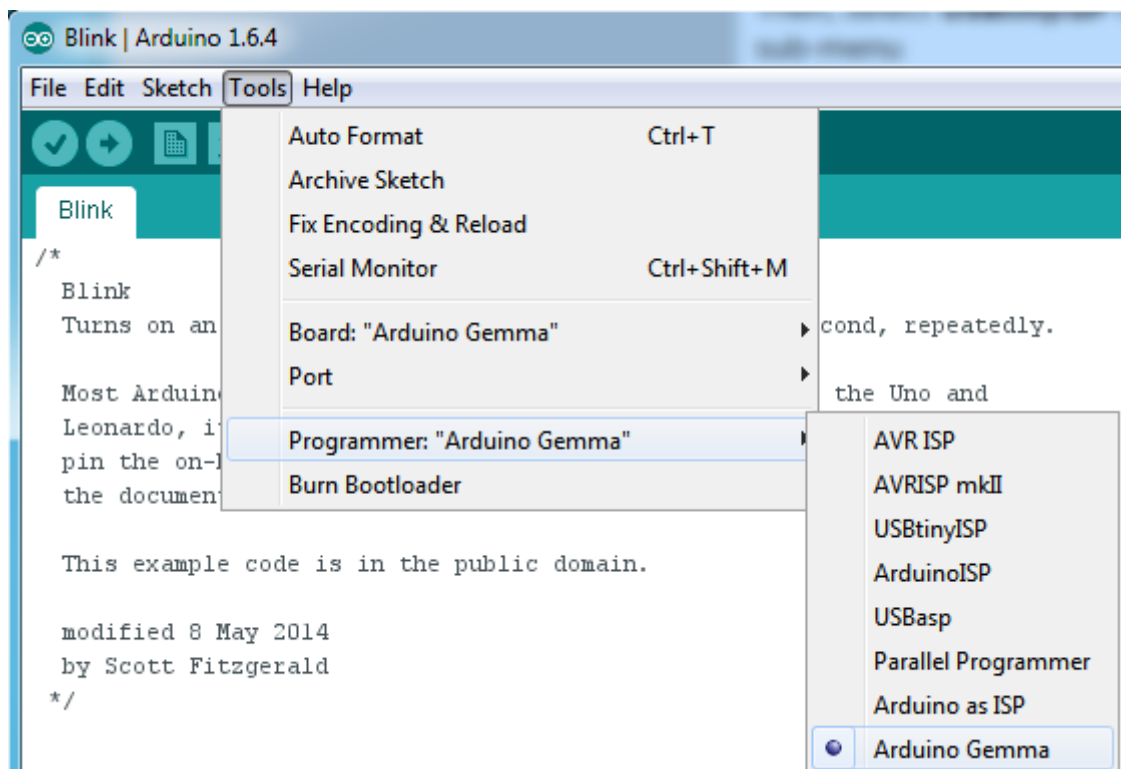 Blink | Arduino 1.6.4
sub-menu
File Edit Sketch Tools Help
Auto Format Ctrl+T
Archive Sketch
Fix Encoding & Reload
Serial Monitor Ctrl+Shift+M
Board: "Arduino Gemma"
Port
Programmer: "Arduino Gemma"
Burn Bootloader
AVR ISP
AVRISP mkII
USBtinyISP
ArduinoISP
USBasp
Parallel Programmer
Arduino as ISP
Arduino Gemma
Blink
/*
Blink
Turns on an cond, repeatedly.
Most Arduin the Uno and
Leonardo, i
pin the on-
the documen
This example code is in the public domain.
modified 8 May 2014
by Scott Fitzgerald
*/